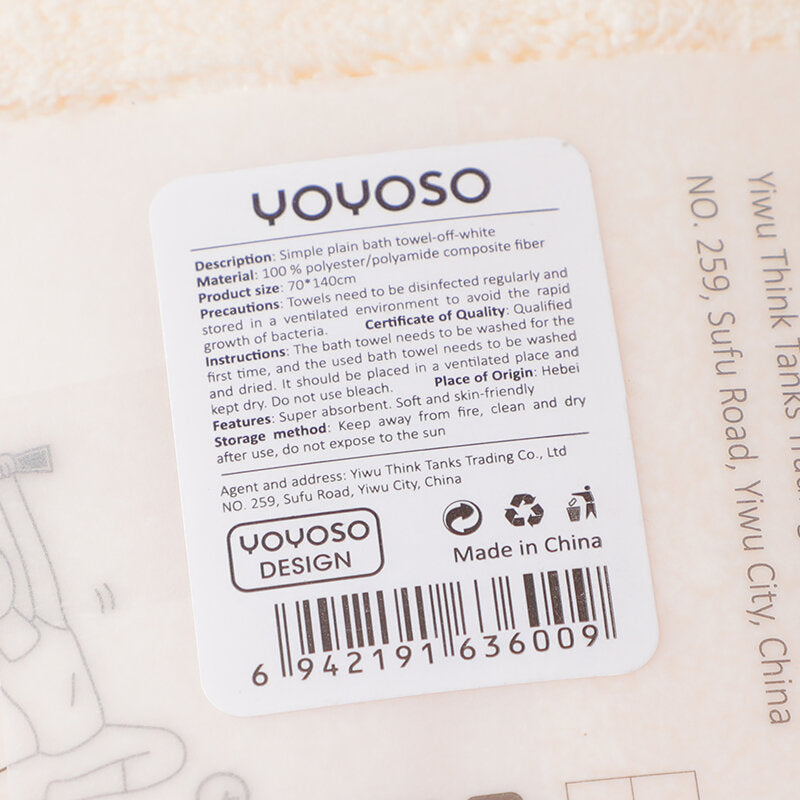 YOYOSO
Description: Simple plain bath towel-off-white
Material: 100 % polyester/polyamide composite fiber
Product size: 70*140cm
Precautions: Towels need to be disinfected regularly and
stored in a ventilated environment to avoid the rapid
growth of bacteria. Certificate of Quality: Qualified
Instructions: The bath towel needs to be washed for the
first time, and the used bath towel needs to be washed
and dried. It should be placed in a ventilated place and
kept dry. Do not use bleach. Place of Origin: Hebei
Features: Super absorbent. Soft and skin-friendly
Storage method: Keep away from fire, clean and dry
after use, do not expose to the sun
Agent and address: Yiwu Think Tanks Trading Co., Ltd
NO. 259, Sufu Road, Yiwu City, China
YOYOSO
DESIGN
Made in China
6 942191 636009
Yiwu Think Tanks
NO. 259, Sufu Road, Yiwu City, China